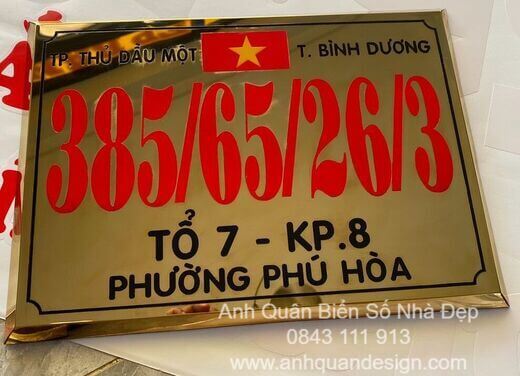 TP. THỦ DẦU MỘT T. BÌNH DƯƠNG
385/65/26/3
TỔ 7 - KP.8
PHƯỜNG PHÚ HÒA
Anh Quân Biển Số Nhà Đẹp
0843 111 913
www.anhquandesign.com